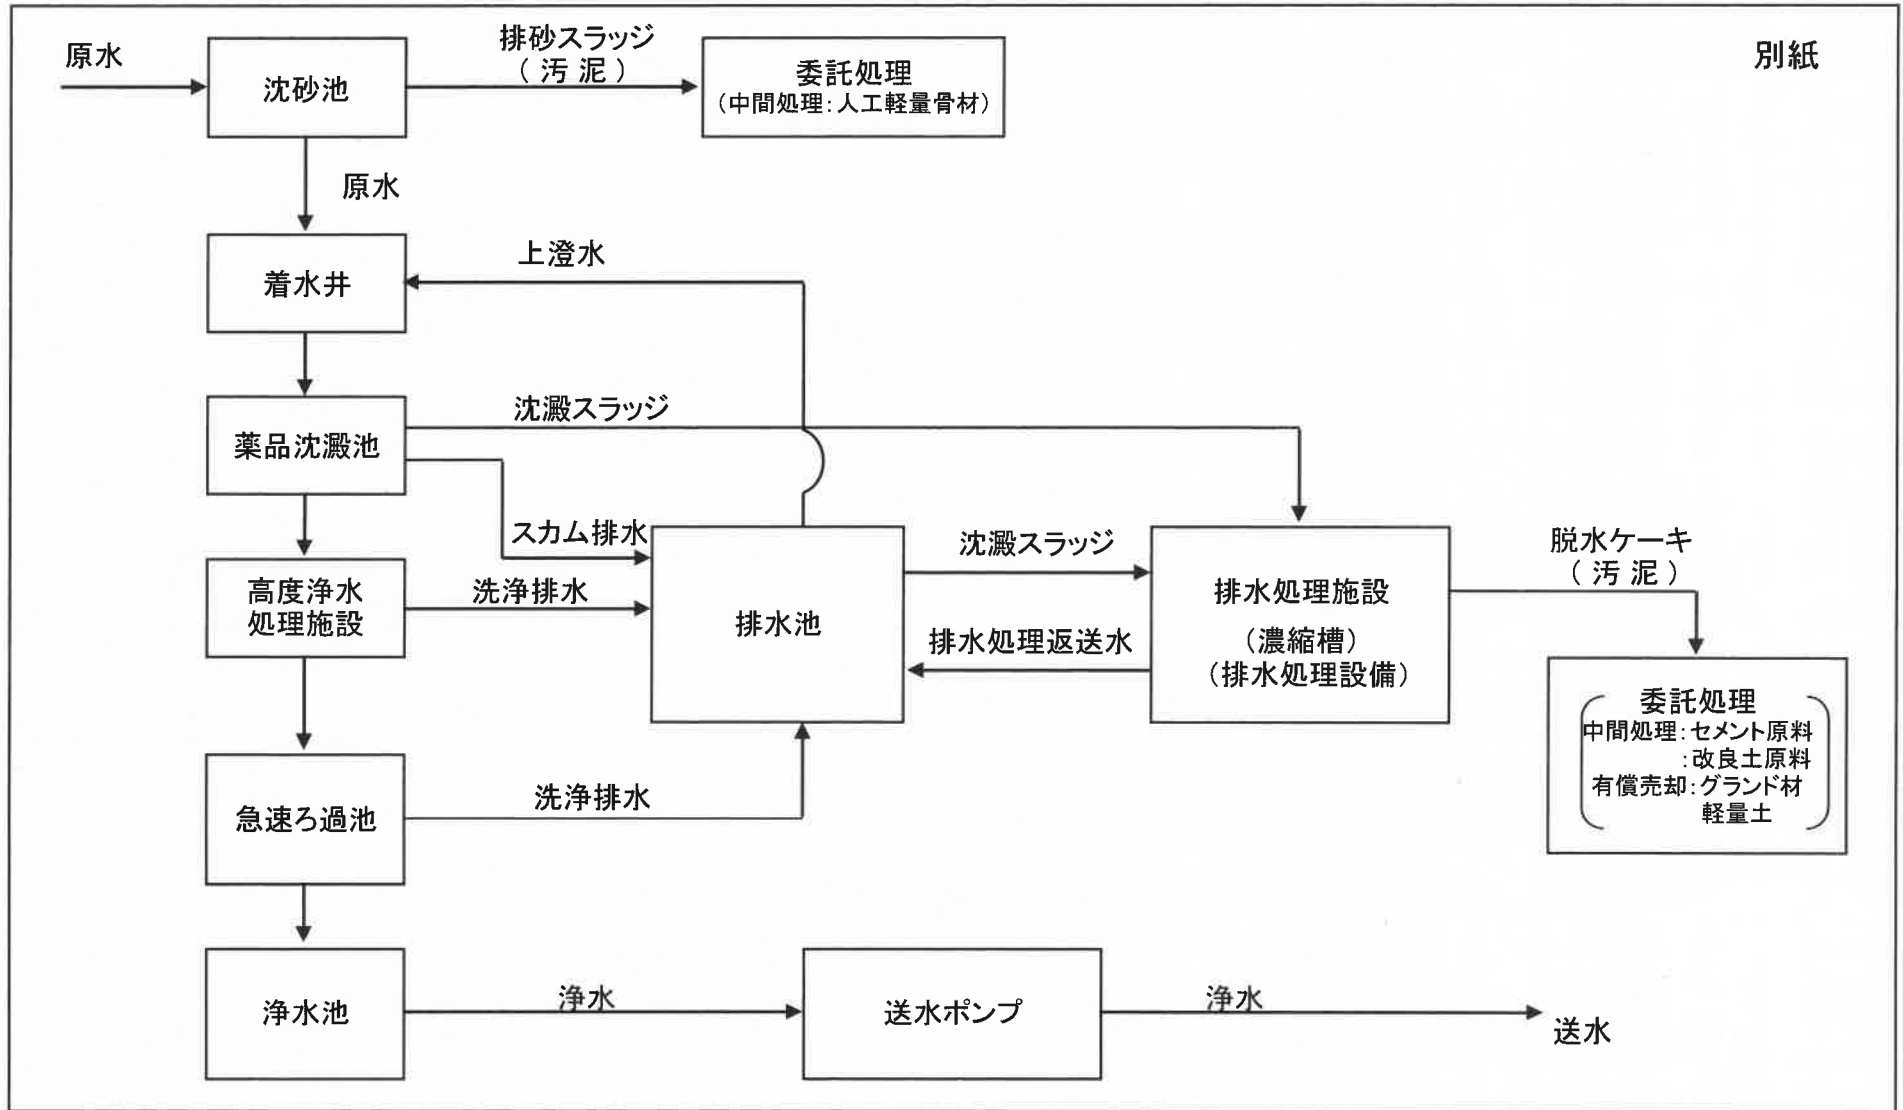 別紙
原水
沈砂池
排砂スラッジ
（汚泥）
委託処理
（中間処理：人工軽量骨材）
原水
着水井
上澄水
薬品沈澱池
沈澱スラッジ
スカム排水
高度浄水
処理施設
洗浄排水
排水池
沈澱スラッジ
排水処理返送水
排水処理施設
（濃縮槽）
（排水処理設備）
脱水ケーキ
（汚泥）
委託処理
中間処理：セメント原料
：改良土原料
有償売却：グランド材
軽量土
急速ろ過池
洗浄排水
浄水池
浄水
送水ポンプ
浄水
送水